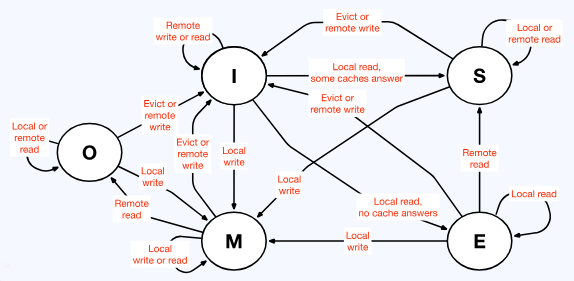 Remote
write or read
Evict or
remote write
Local or
remote read
I
Local read,
some caches answer
S
Evict or
remote write
Evict or
remote
write
Local or
remote
read
O
Evict or
remote
write
Local
write
Remote
read
Local
write
Local
write
Local read
Remote
read
Local read,
no cache answers
M
Local
write
E
Local
write or read